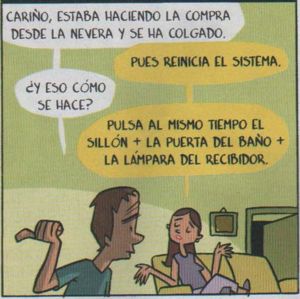 CARIÑO, ESTABA HACIENDO LA COMPRA
DESDE LA NEVERA Y SE HA COLGADO.
PUES REINICIA EL SISTEMA.
¿Y ESO CÓMO
SE HACE?
PULSA AL MISMO TIEMPO EL
SILLÓN + LA PUERTA DEL BAÑO +
LA LÁMPARA DEL RECIBIDOR.